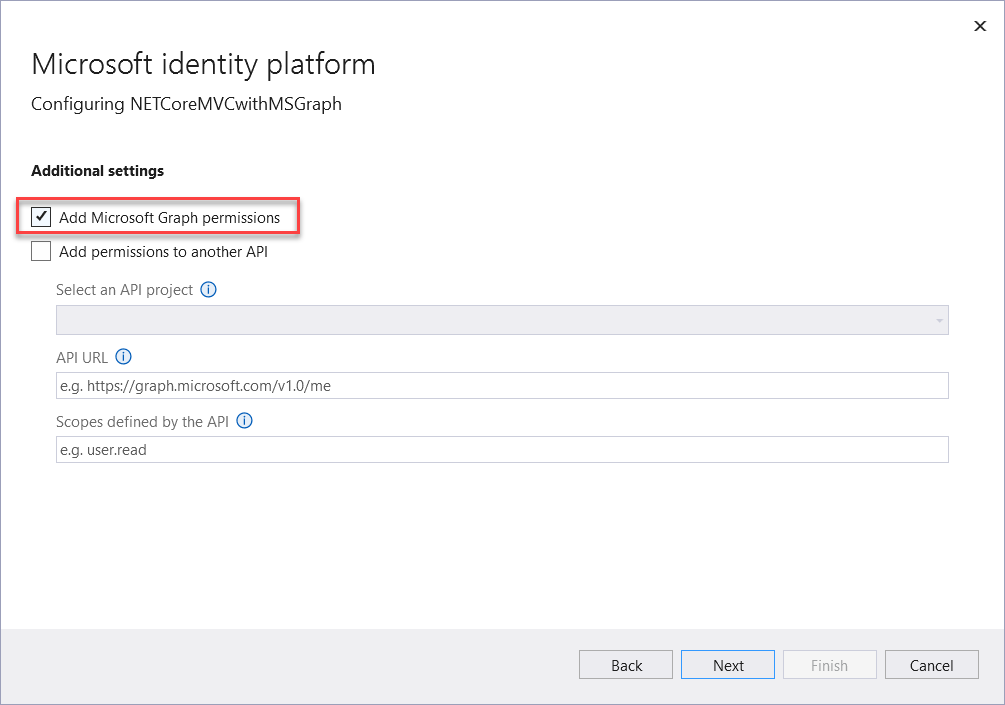 Microsoft identity platform
Configuring NETCoreMVCwithMSGraph
Additional settings
Add Microsoft Graph permissions
Add permissions to another API
Select an API project
API URL
e.g. https://graph.microsoft.com/v1.0/me
Scopes defined by the API
e.g. user.read
Back Next Finish Cancel